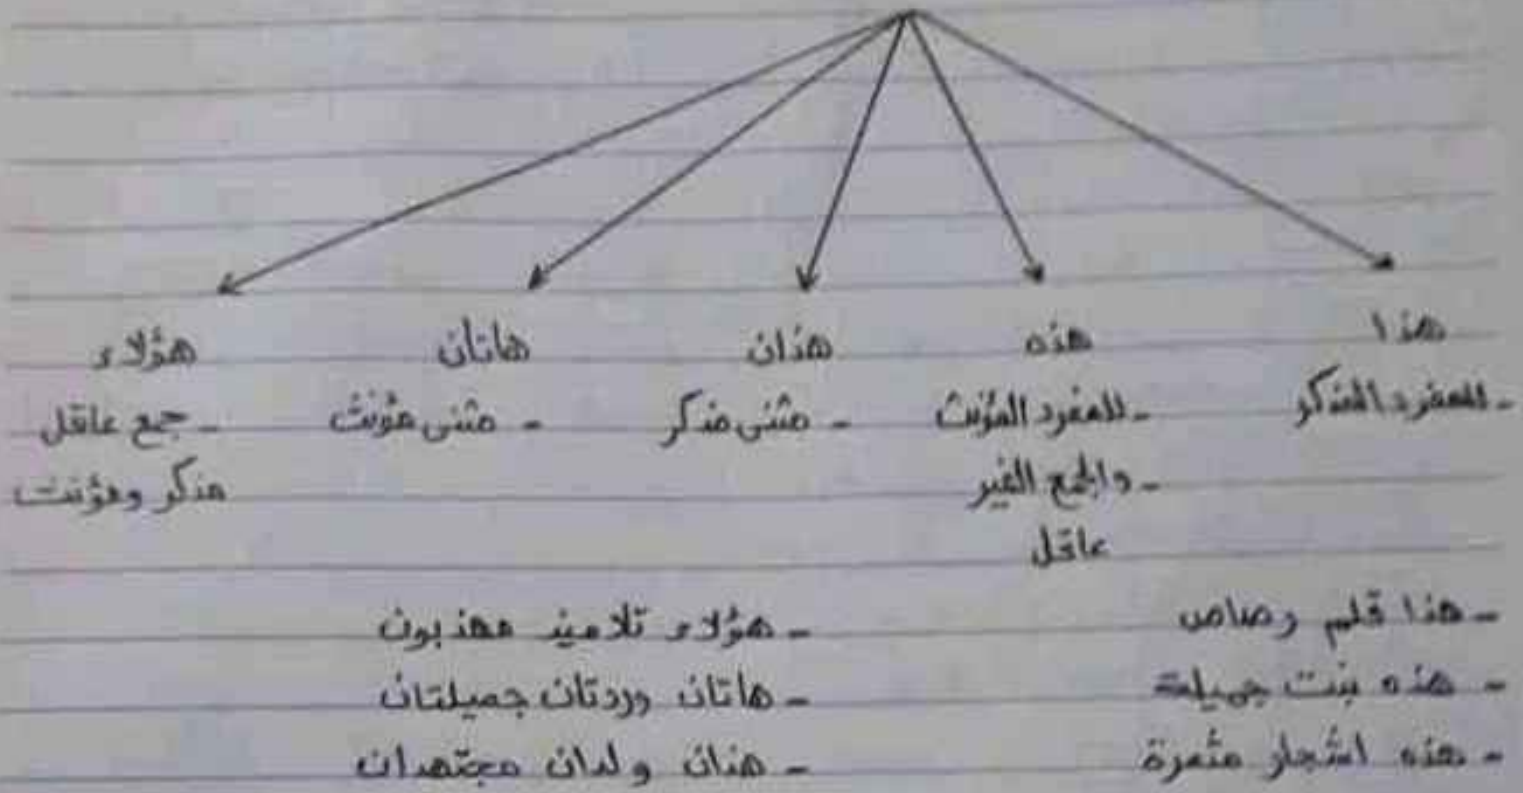 هذا هذه هذان هاتان هؤلاء
- للمفرد المذكر - للمفرد المؤنث - مثنى مذكر - مثنى مؤنث - جمع عاقل
- والجمع الغير مذكر ومؤنث
عاقل
- هذا قلم رصاص - هؤلاء تلاميذ مهذبون
- هذه بنت جميلة - هاتان وردتان جميلتان
- هذه اشجار مثمرة - هذان ولدان مجتهدان